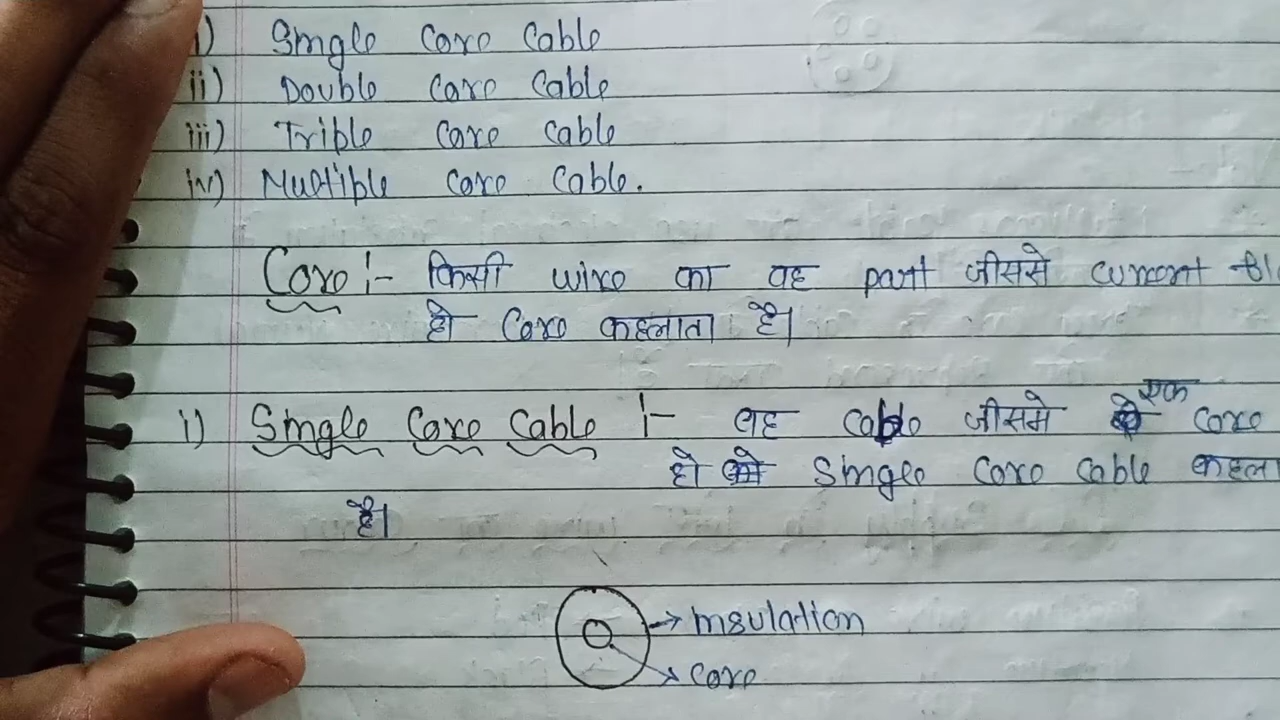 i) Single Core Cable
ii) Double Core Cable
iii) Trible Core Cable
iv) Multible Core Cable.
Core :- किसी wire का वह part जीससे current
हो Core कहलाता है।
i) Single Core Cable :- वह cable जीसमे एक core
हो single core cable
है।
→ Insulation
→ core